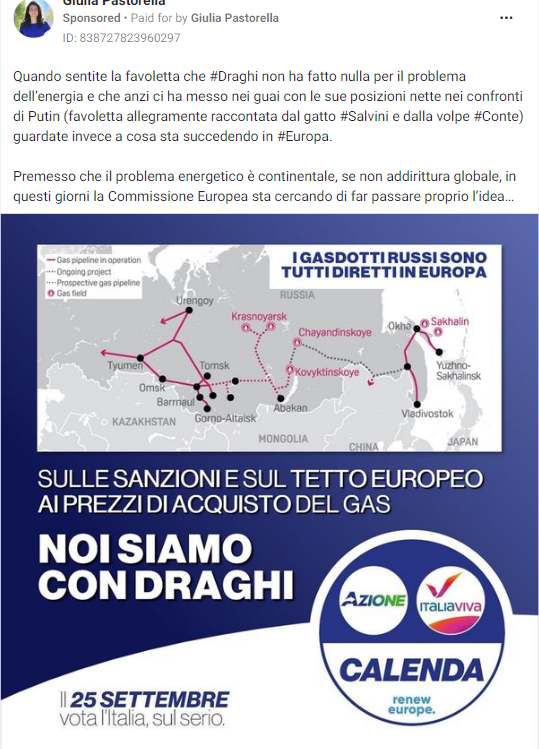 Giulia Pastorella
Sponsored • Paid for by Giulia Pastorella
ID: 838727823960297
Quando sentite la favoletta che #Draghi non ha fatto nulla per il problema
dell'energia e che anzi ci ha messo nei guai con le sue posizioni nette nei confronti
di Putin (favoletta allegramente raccontata dal gatto #Salvini e dalla volpe #Conte)
guardate invece a cosa sta succedendo in #Europa.
Premesso che il problema energetico è continentale, se non addirittura globale, in
questi giorni la Commissione Europea sta cercando di far passare proprio l'idea…
I GASDOTTI RUSSI SONO
TUTTI DIRETTI IN EUROPA
Gas pipeline in operation
Ongoing project
Prospective gas pipeline
Gas field
RUSSIA
Urengoy
Krasnoyarsk
Chayandinskoye
Okha
Sakhalin
Tyumen
Tomsk
Kovyktinskoye
Yuzhno-
Sakhalinsk
Omsk
Barrnaul
Abakan
Gorno-Altaisk
Vladivostok
KAZAKHSTAN
MONGOLIA
CHINA
JAPAN
SULLE SANZIONI E SUL TETTO EUROPEO
AI PREZZI DI ACQUISTO DEL GAS
NOI SIAMO
CON DRAGHI
AZIONE
ITALIAVIVA
CALENDA
renew
europe.
Il 25 SETTEMBRE
vota l'Italia, sul serio.